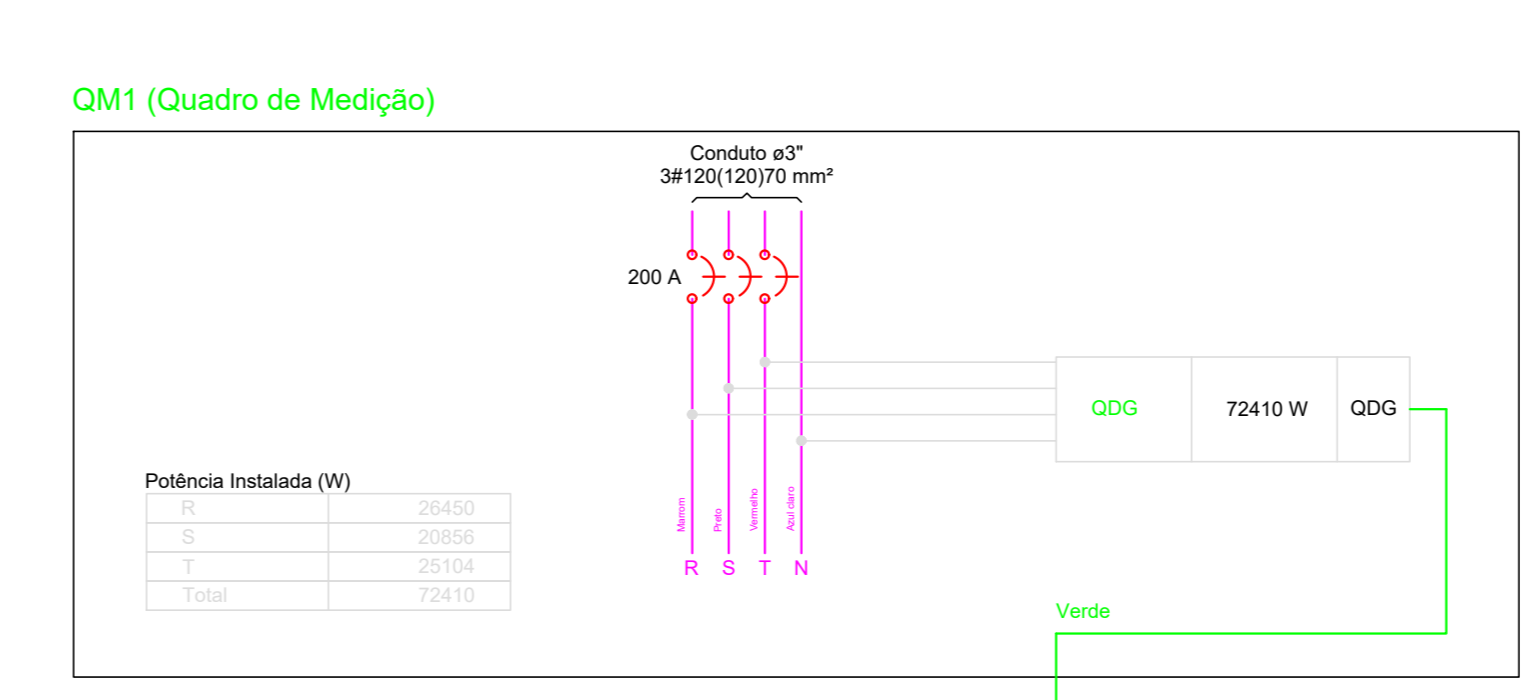 QM1 (Quadro de Medição)
Conduto ø3"
3#120(120)70 mm²
200 A
QDG 72410 W QDG
Potência Instalada (W)
R 26450
S 20856
T 25104
Total 72410
Marrom
Preto
Vermelho
Azul claro
R S T N
Verde